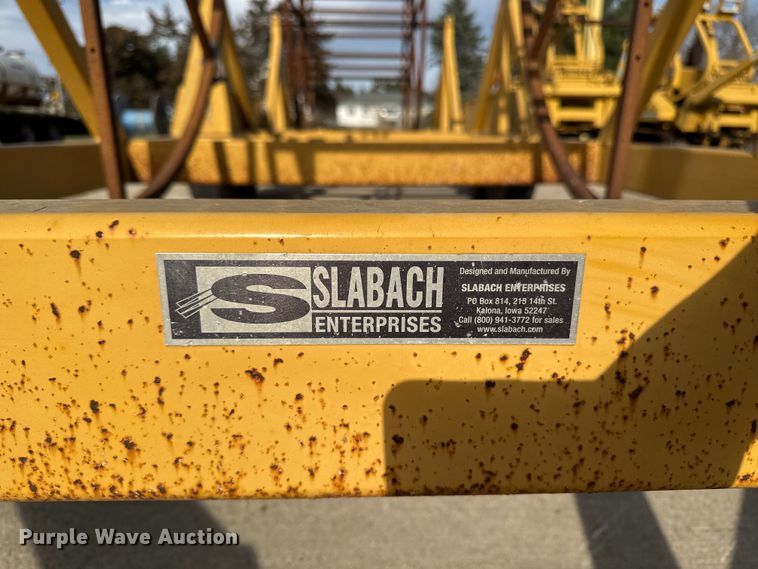 S SLABACH
ENTERPRISES
Designed and Manufactured By
SLABACH ENTERPRISES
PO Box 814, 215 14th St.
Kalona, Iowa 52247
Call (800) 941-3772 for sales
www.slabach.com
Purple Wave Auction